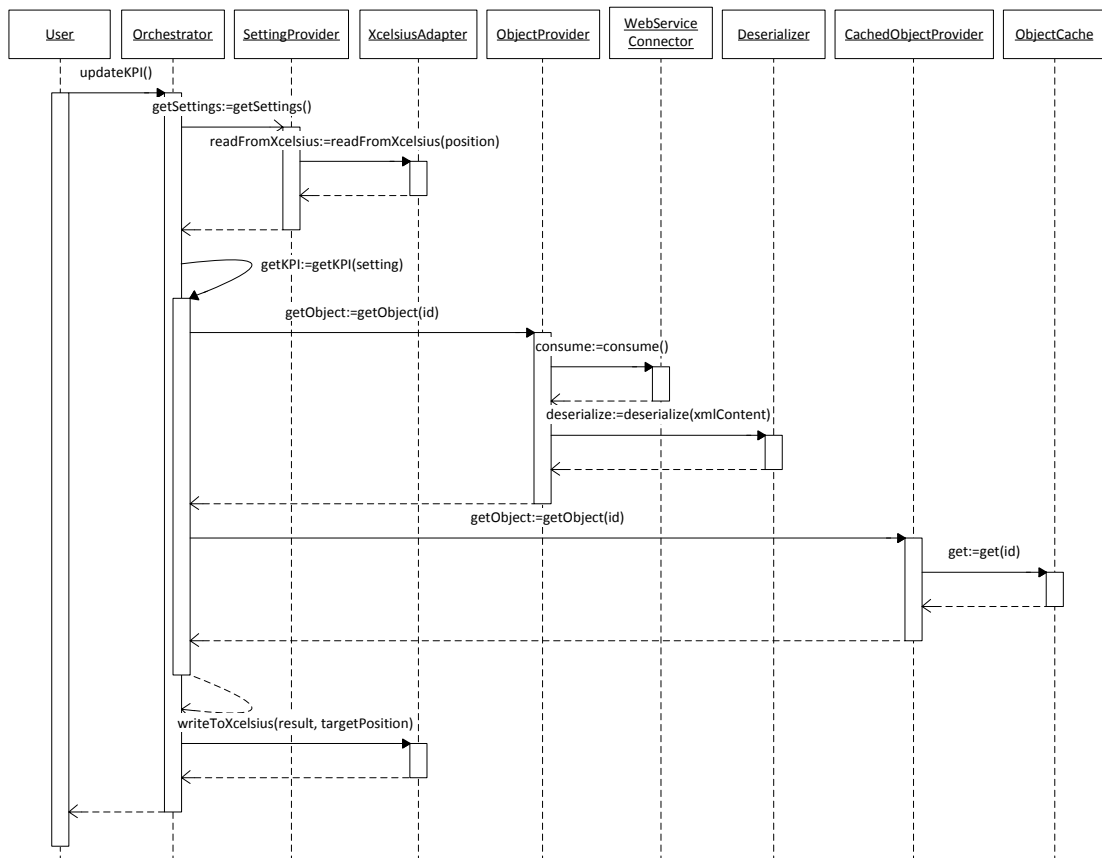 User
Orchestrator
SettingProvider
XcelsiusAdapter
ObjectProvider
WebService
Connector
Deserializer
CachedObjectProvider
ObjectCache
updateKPI()
getSettings:=getSettings()
readFromXcelsius:=readFromXcelsius(position)
getKPI:=getKPI(setting)
getObject:=getObject(id)
consume:=consume()
deserialize:=deserialize(xmlContent)
getObject:=getObject(id)
get:=get(id)
writeToXcelsius(result, targetPosition)